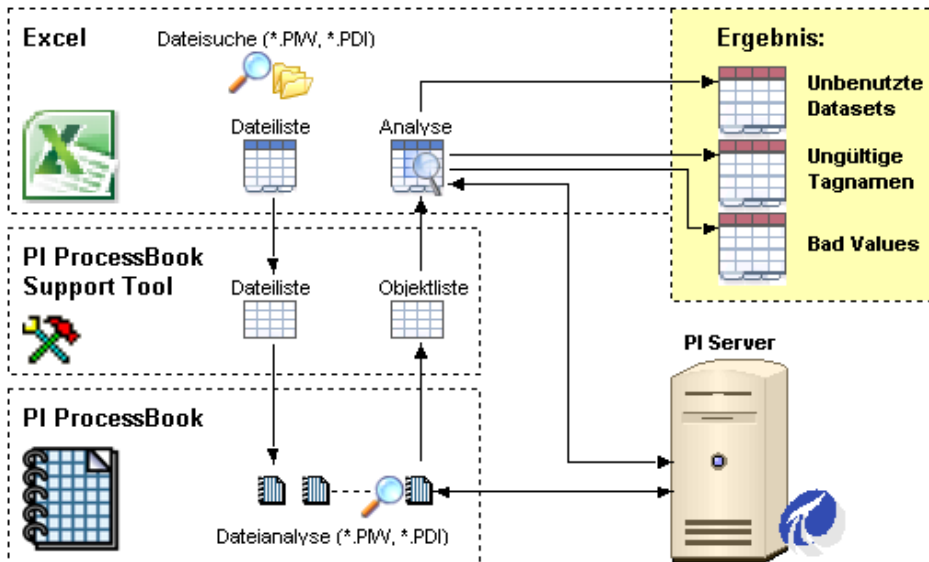 Excel
Dateisuche (*.PIW, *.PDI)
Dateiliste
Analyse
Ergebnis:
Unbenutzte
Datasets
Ungültige
Tagnamen
Bad Values
PI ProcessBook
Support Tool
Dateiliste
Objektliste
PI Server
PI ProcessBook
Dateianalyse (*.PIW, *.PDI)